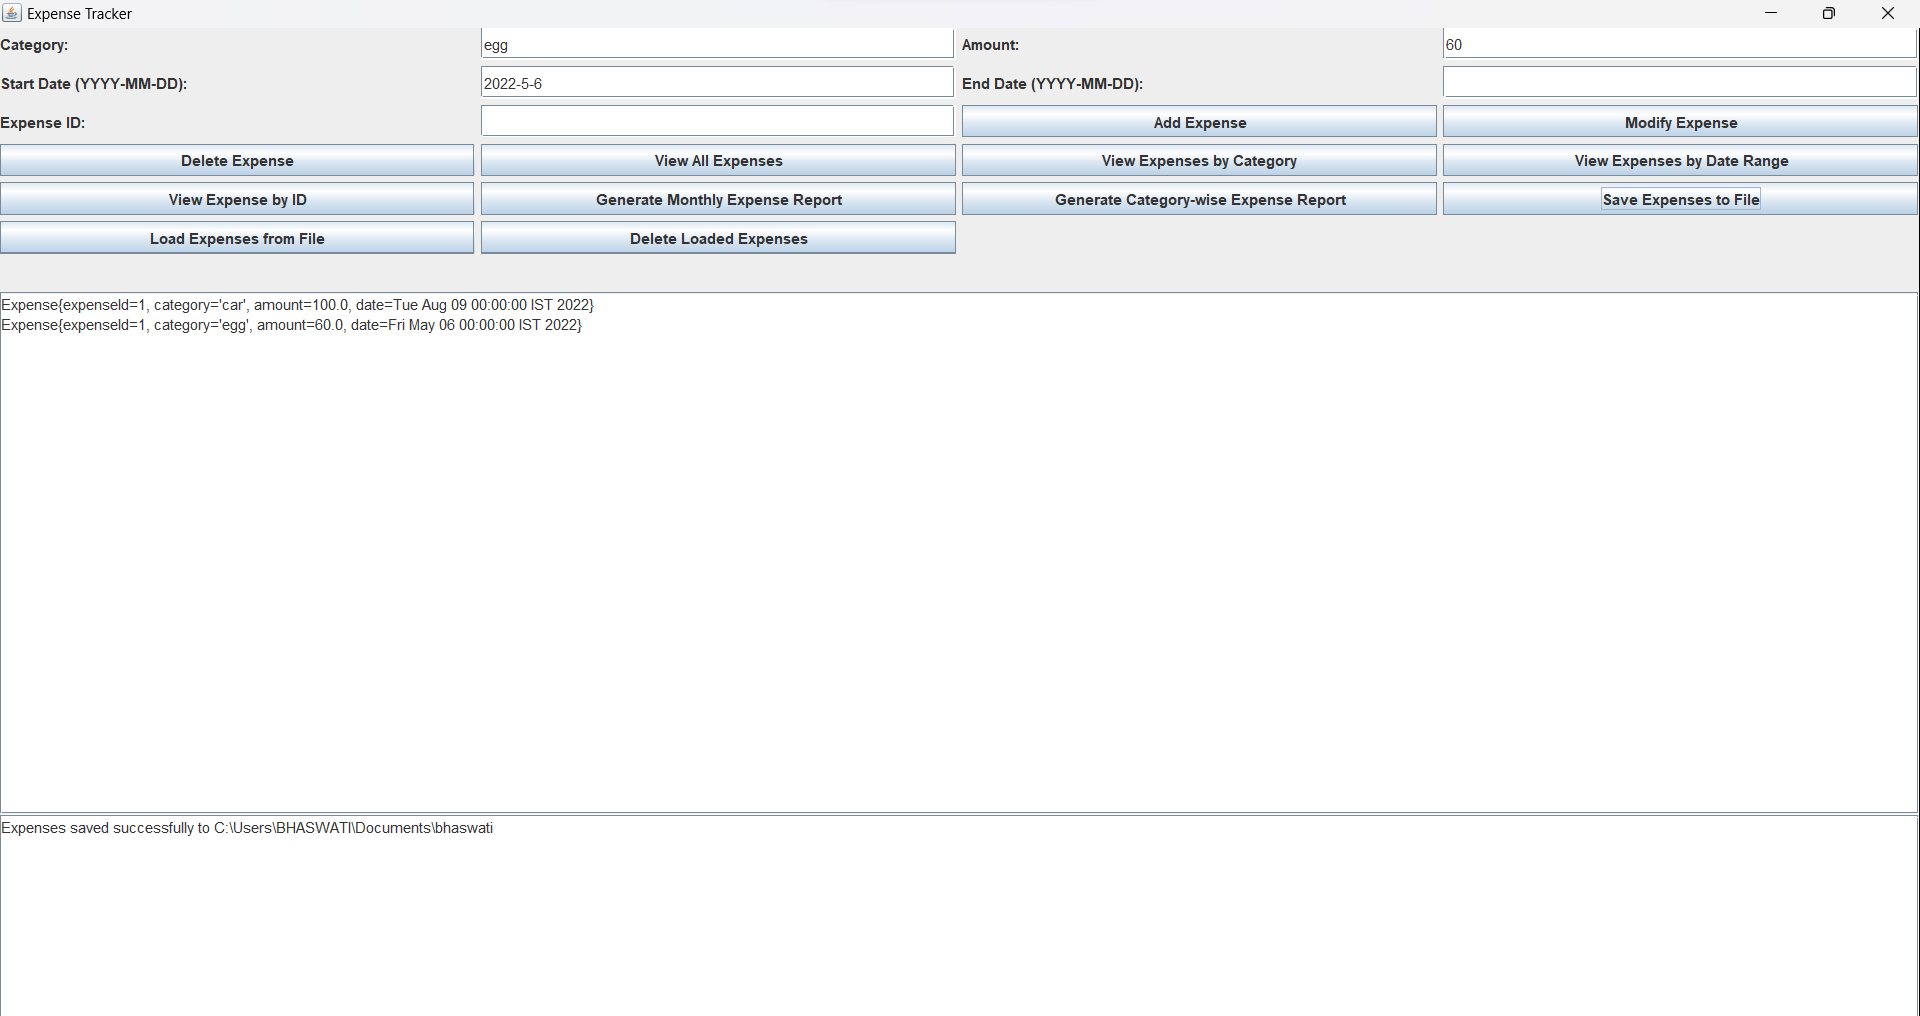 Expense Tracker
Category: egg Amount: 60
Start Date (YYYY-MM-DD): 2022-5-6 End Date (YYYY-MM-DD):
Expense ID: Add Expense Modify Expense
Delete Expense View All Expenses View Expenses by Category View Expenses by Date Range
View Expense by ID Generate Monthly Expense Report Generate Category-wise Expense Report Save Expenses to File
Load Expenses from File Delete Loaded Expenses
Expense{expenseId=1, category='car', amount=100.0, date=Tue Aug 09 00:00:00 IST 2022}
Expense{expenseId=1, category='egg', amount=60.0, date=Fri May 06 00:00:00 IST 2022}
Expenses saved successfully to C:\Users\BHASWATI\Documents\bhaswati